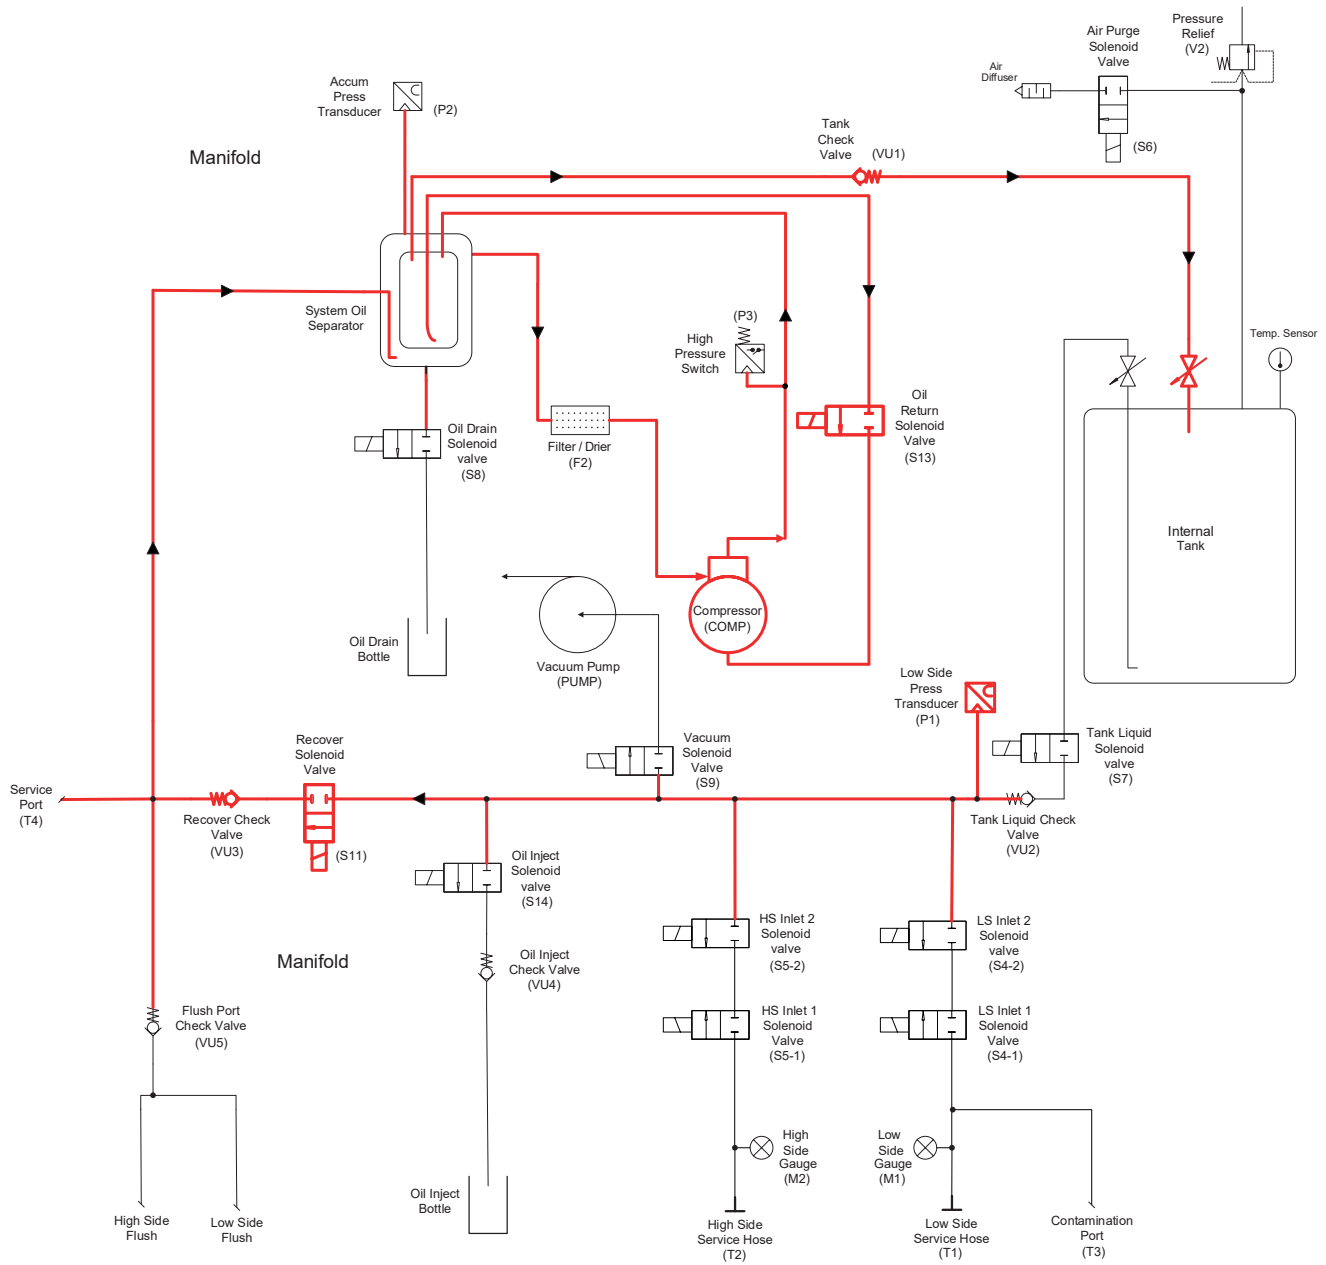 Pressure
Relief
(V2)
Air Purge
Solenoid
Valve
Air
Diffuser
(S6)
Accum
Press
Transducer
(P2)
Tank
Check
Valve
(VU1)
Manifold
System Oil
Separator
(P3)
High
Pressure
Switch
Temp. Sensor
Oil
Return
Solenoid
Valve
(S13)
Oil Drain
Solenoid
valve
(S8)
Filter / Drier
(F2)
Internal
Tank
Compressor
(COMP)
Oil Drain
Bottle
Vacuum Pump
(PUMP)
Low Side
Press
Transducer
(P1)
Recover
Solenoid
Valve
Vacuum
Solenoid
Valve
(S9)
Tank Liquid
Solenoid
valve
(S7)
Service
Port
(T4)
Recover Check
Valve
(VU3)
(S11)
Tank Liquid Check
Valve
(VU2)
Oil Inject
Solenoid
valve
(S14)
HS Inlet 2
Solenoid
valve
(S5-2)
LS Inlet 2
Solenoid
valve
(S4-2)
Manifold
Oil Inject
Check Valve
(VU4)
Flush Port
Check Valve
(VU5)
HS Inlet 1
Solenoid
Valve
(S5-1)
LS Inlet 1
Solenoid
Valve
(S4-1)
High
Side
Gauge
(M2)
Low
Side
Gauge
(M1)
Oil Inject
Bottle
High Side
Flush
Low Side
Flush
High Side
Service Hose
(T2)
Low Side
Service Hose
(T1)
Contamination
Port
(T3)